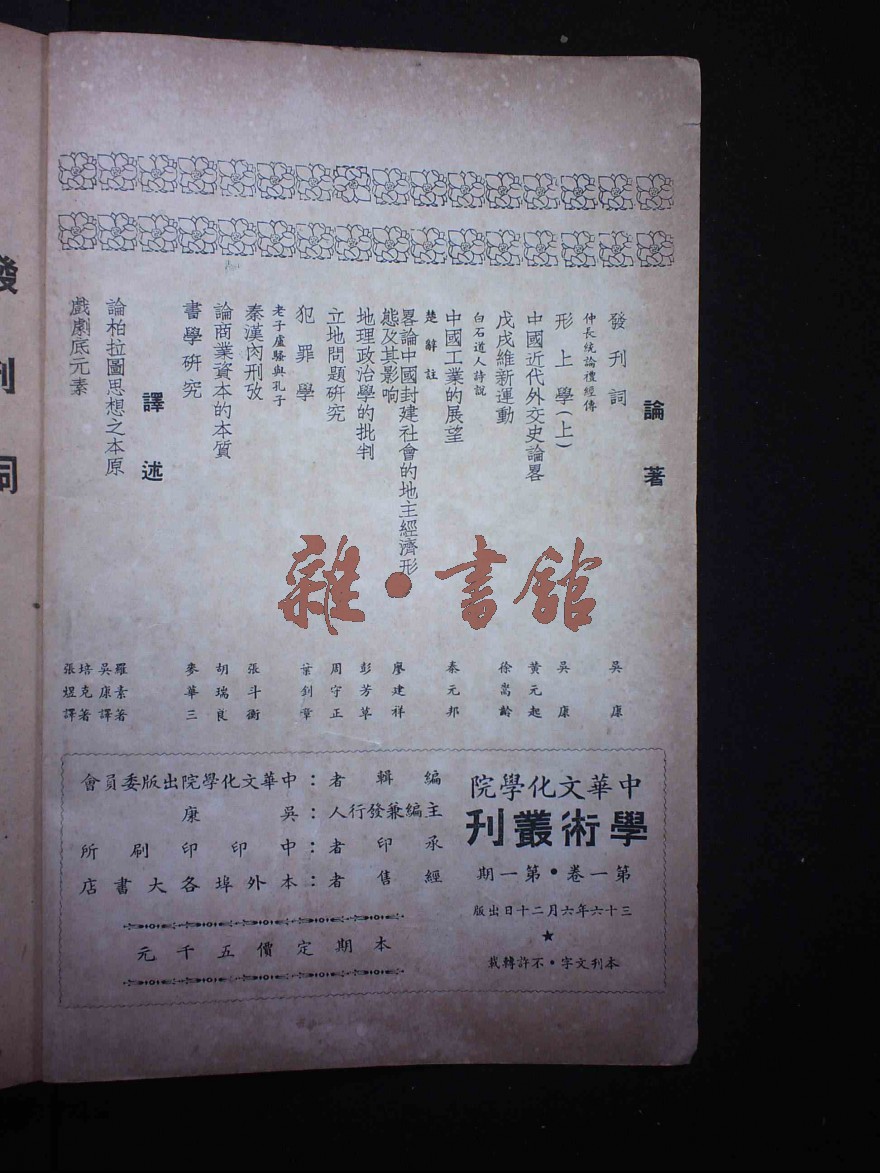 論著
發刊詞
吳康
仲長統論禮經傳
形上學(上)
吳康
中國近代外交史論畧
黃元起
戊戌維新運動
徐嵩齡
白石道人詩說
中國工業的展望
秦元邦
楚辭註
畧論中國封建社會的地主經濟形
態及其影响
廖建祥
地理政治學的批判
彭芳草
立地問題研究
周守正
犯罪學
葉釗章
老子盧騷與孔子
秦漢肉刑攷
張斗衡
論商業資本的本質
胡瑞良
書學研究
麥華三
譯述
論柏拉圖思想之本原
羅素著
吳康譯
戲劇底元素
培克著
張煜譯
中華文化學院
學術叢刊
第一卷•第一期
三十六年六月二十日出版
★
本刋文字•不許轉載
編輯者：中華文化學院出版委員會
主編兼發行人：吳康
承印者：中印印刷所
經售者：本外埠各大書店
本期定價五千元
發刊詞
雜•書館